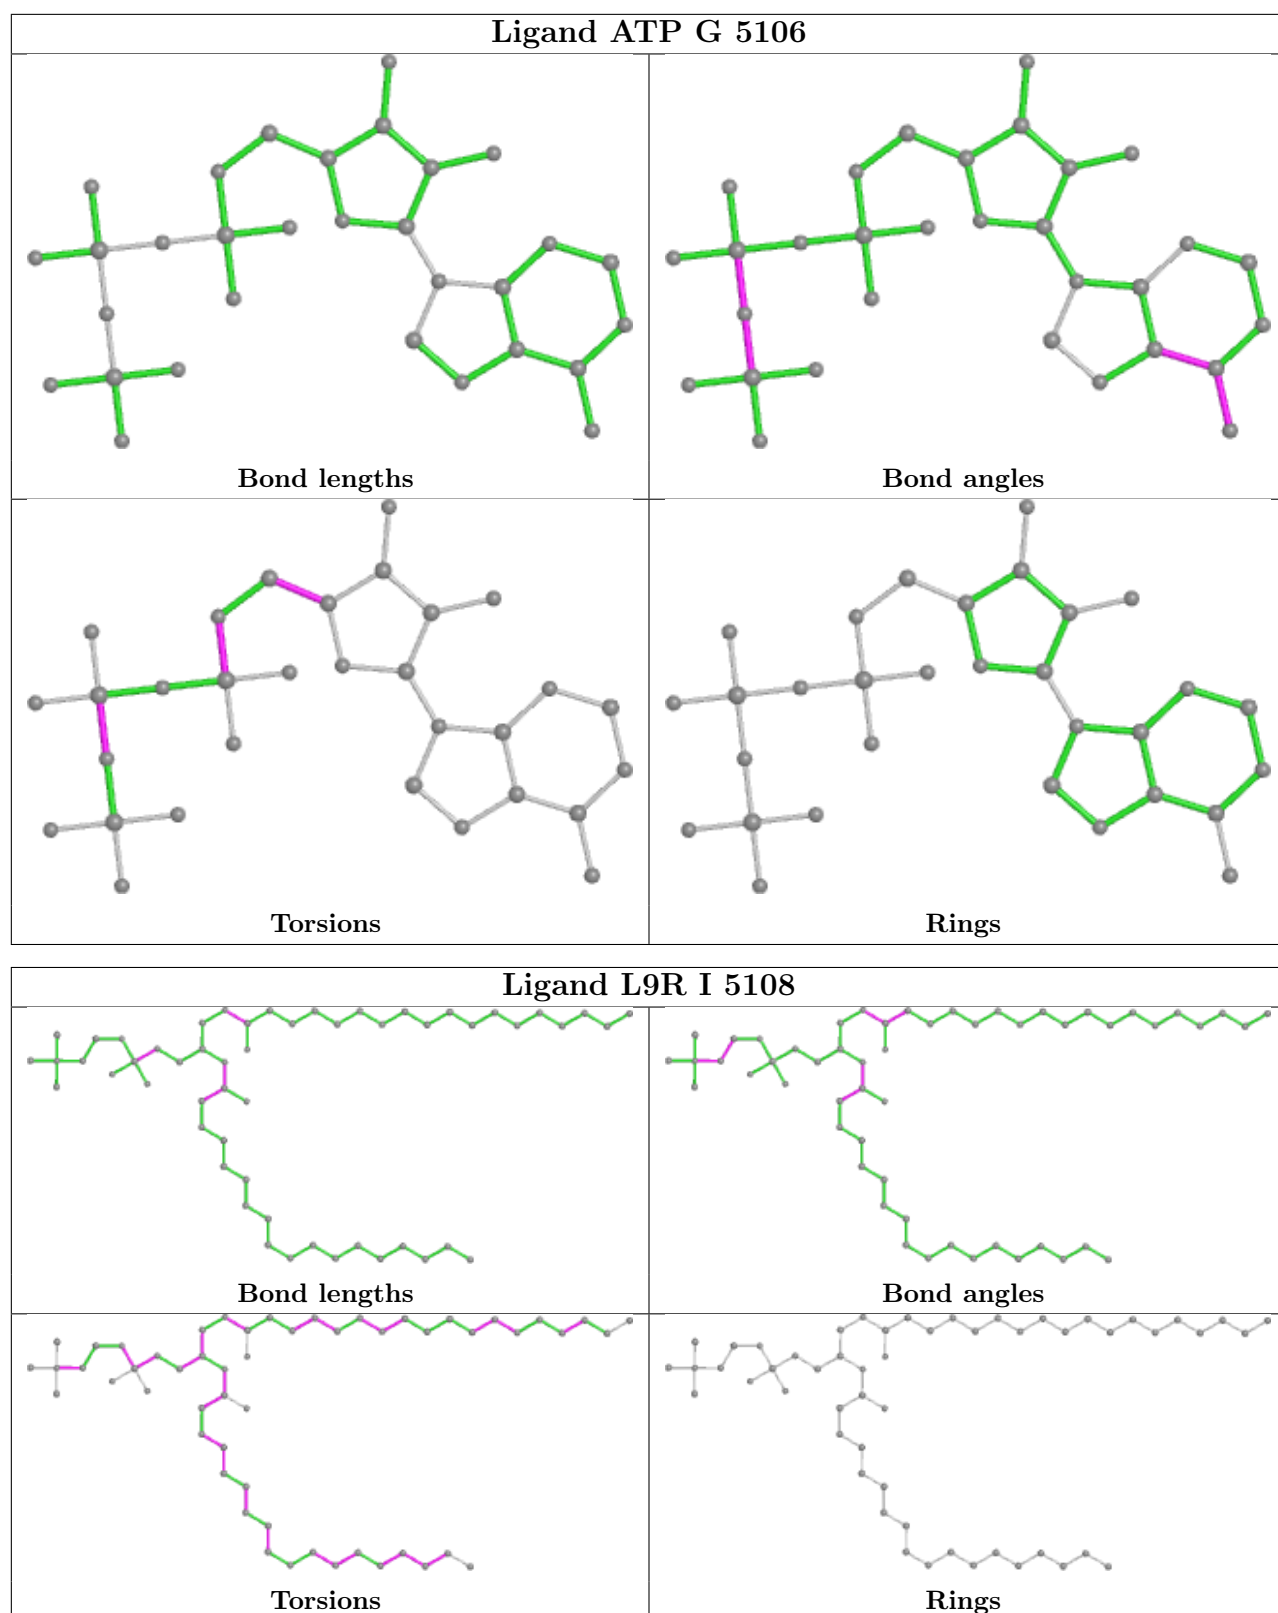 Ligand ATP G 5106
Bond lengths
Bond angles
Torsions
Rings
Ligand L9R I 5108
Bond lengths
Bond angles
Torsions
Rings